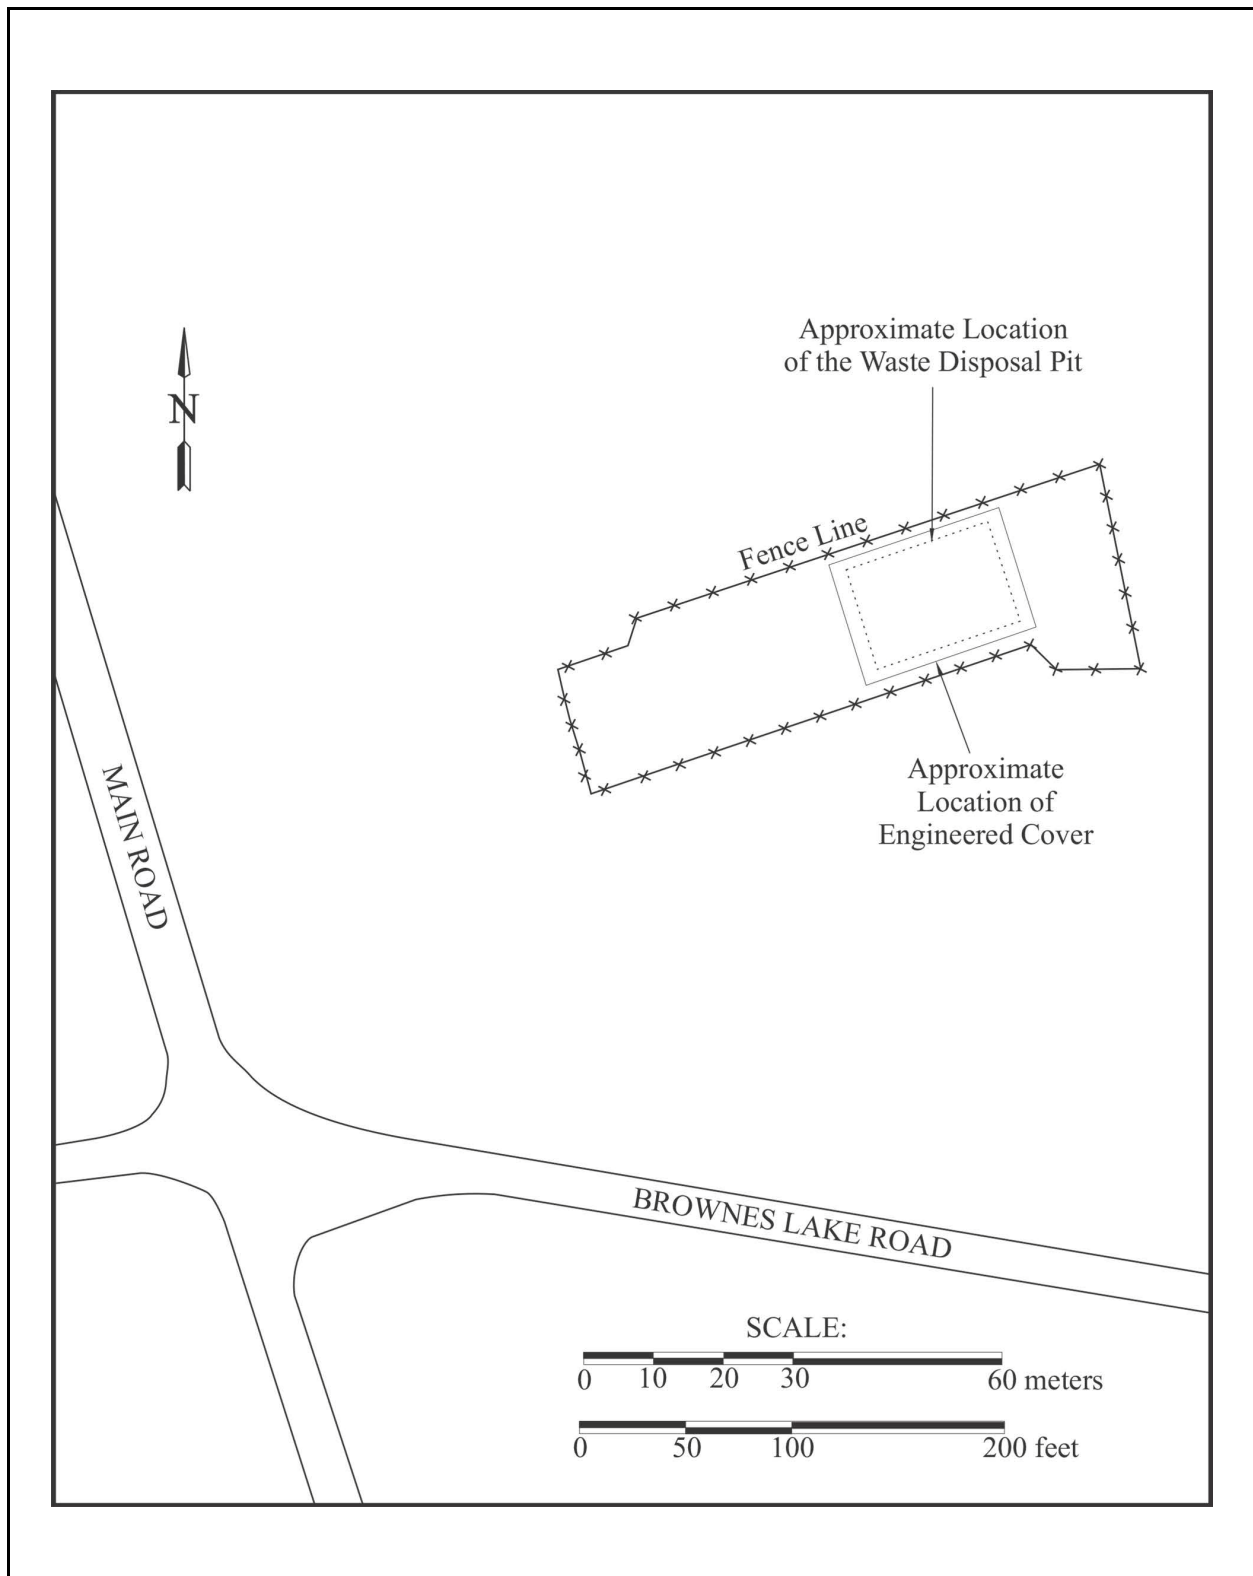 Approximate Location
of the Waste Disposal Pit
N
Fence Line
MAIN ROAD
Approximate
Location of
Engineered Cover
BROWNES LAKE ROAD
SCALE:
0 10 20 30 60 meters
0 50 100 200 feet